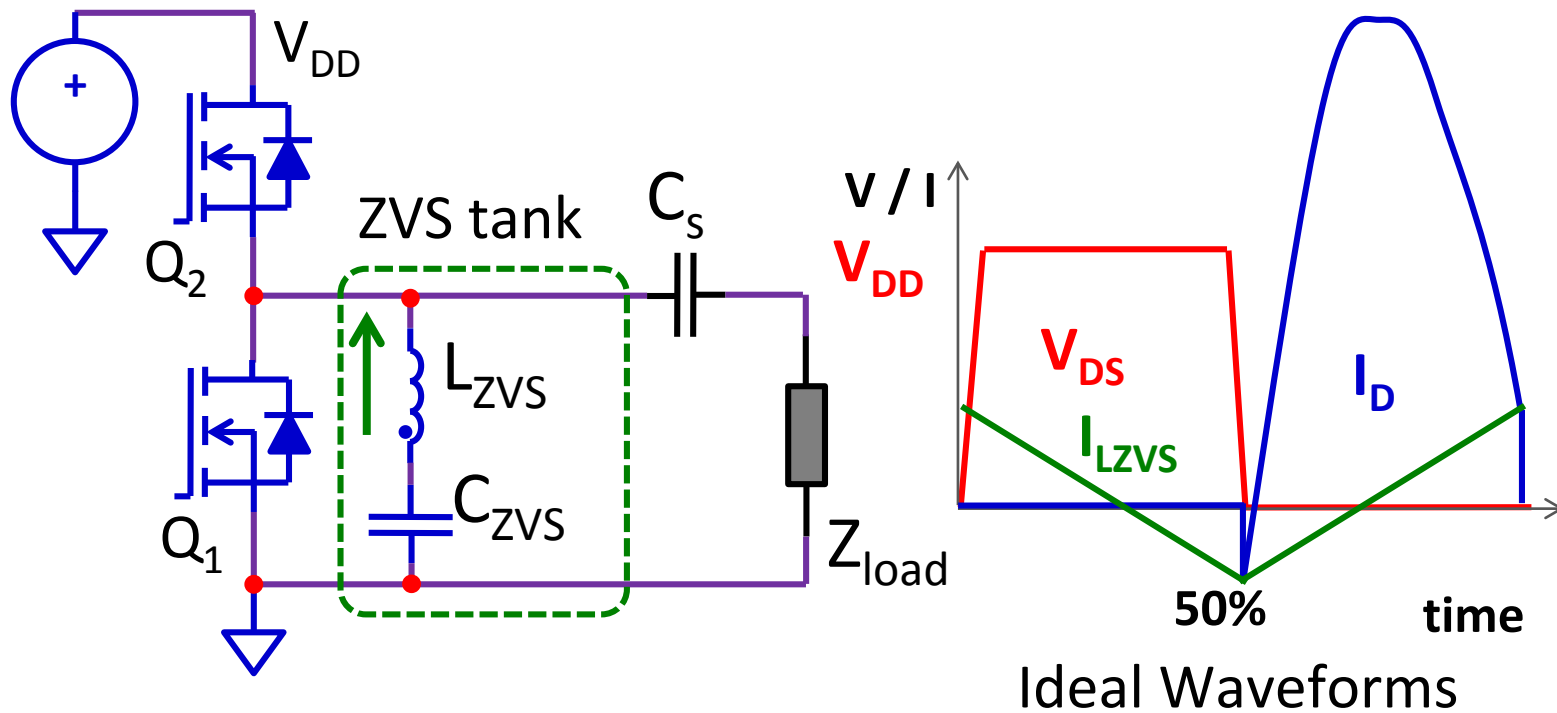 +
V_DD
Q_2
ZVS tank
C_s
L_ZVS
C_ZVS
Q_1
Z_load
V / I
V_DD
V_DS
I_D
I_LZVS
50%
time
Ideal Waveforms